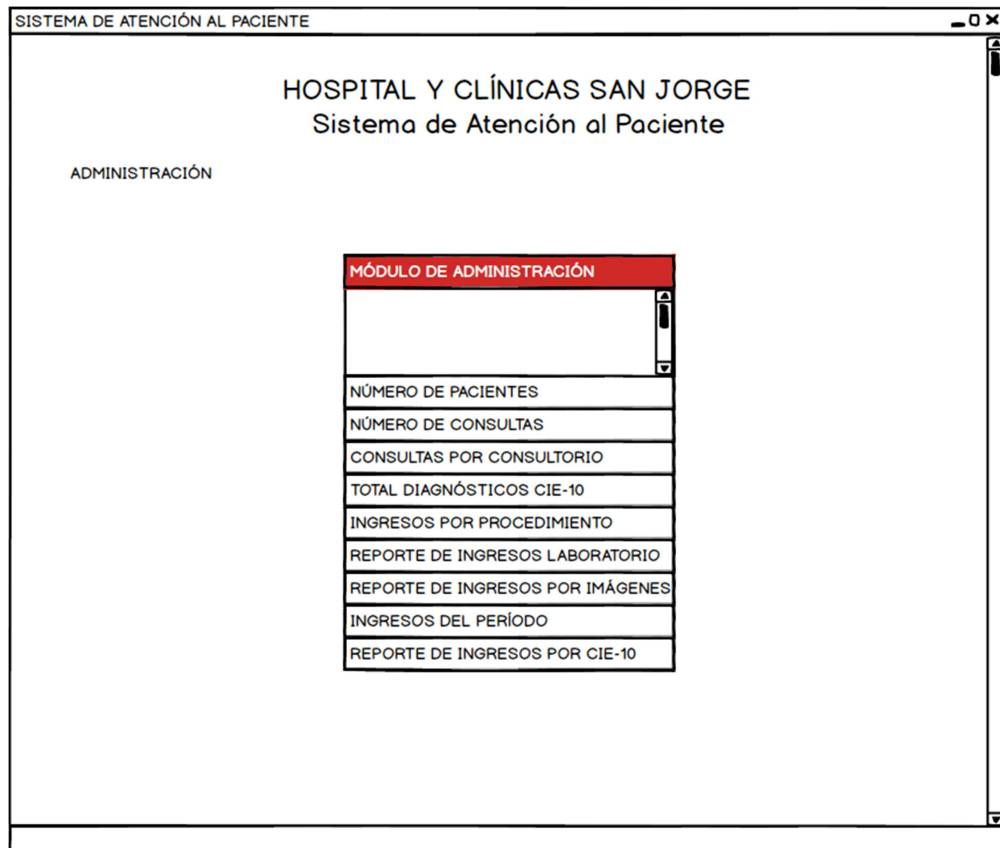 SISTEMA DE ATENCIÓN AL PACIENTE
HOSPITAL Y CLÍNICAS SAN JORGE
Sistema de Atención al Paciente
ADMINISTRACIÓN
MÓDULO DE ADMINISTRACIÓN
NÚMERO DE PACIENTES
NÚMERO DE CONSULTAS
CONSULTAS POR CONSULTORIO
TOTAL DIAGNÓSTICOS CIE-10
INGRESOS POR PROCEDIMIENTO
REPORTE DE INGRESOS LABORATORIO
REPORTE DE INGRESOS POR IMÁGENES
INGRESOS DEL PERÍODO
REPORTE DE INGRESOS POR CIE-10